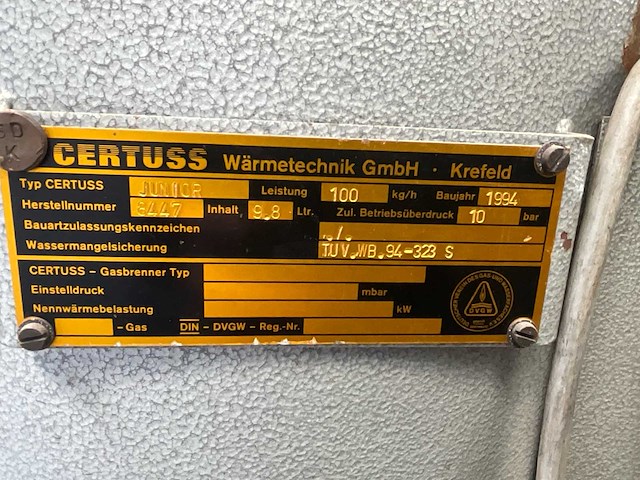 CERTUSS Wärmetechnik GmbH · Krefeld
Typ CERTUSS JUNIOR Leistung 100 kg/h Baujahr 1994
Herstellnummer 8447 Inhalt 9.8 Ltr. Zul. Betriebsüberdruck 10 bar
Bauartzulassungskennzeichen ./.
Wassermangelsicherung TÜV.WB.94-323 S
CERTUSS – Gasbrenner Typ
Einstelldruck mbar
Nennwärmebelastung kW
-Gas DIN – DVGW – Reg.-Nr.
DVGW